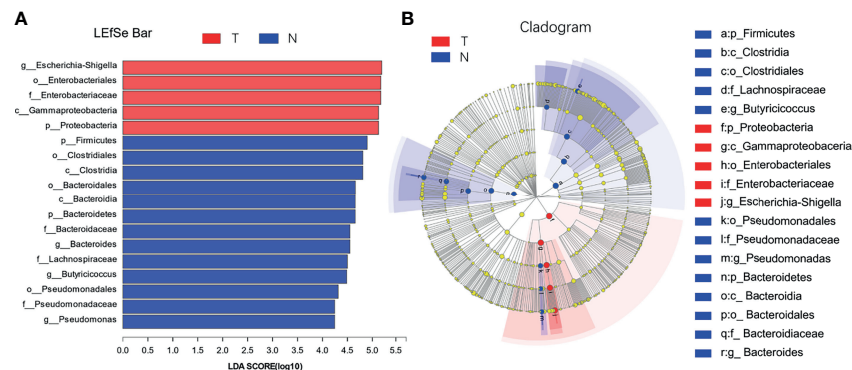 A
LEfSe Bar
T
N
g__Escherichia-Shigella
o__Enterobacteriales
f__Enterobacteriaceae
c__Gammaproteobacteria
p__Proteobacteria
p__Firmicutes
o__Clostridiales
c__Clostridia
o__Bacteroidales
c__Bacteroidia
p__Bacteroidetes
f__Bacteroidaceae
g__Bacteroides
f__Lachnospiraceae
g__Butyricicoccus
o__Pseudomonadales
f__Pseudomonadaceae
g__Pseudomonas
0.0 0.5 1.0 1.5 2.0 2.5 3.0 3.5 4.0 4.5 5.0 5.5
LDA SCORE(log10)
B
Cladogram
T
N
a:p_Firmicutes
b:c_Clostridia
c:o_Clostridiales
d:f_Lachnospiraceae
e:g_Butyricicoccus
f:p_Proteobacteria
g:c_Gammaproteobaceria
h:o_Enterobacteriales
i:f_Enterobacteriaceae
j:g_Escherichia-Shigella
k:o_Pseudomonadales
l:f_Pseudomonadaceae
m:g_Pseudomonadas
n:p_Bacteroidetes
o:c_ Bacteroidia
p:o_ Bacteroidales
q:f_ Bacteroidiaceae
r:g_ Bacteroides